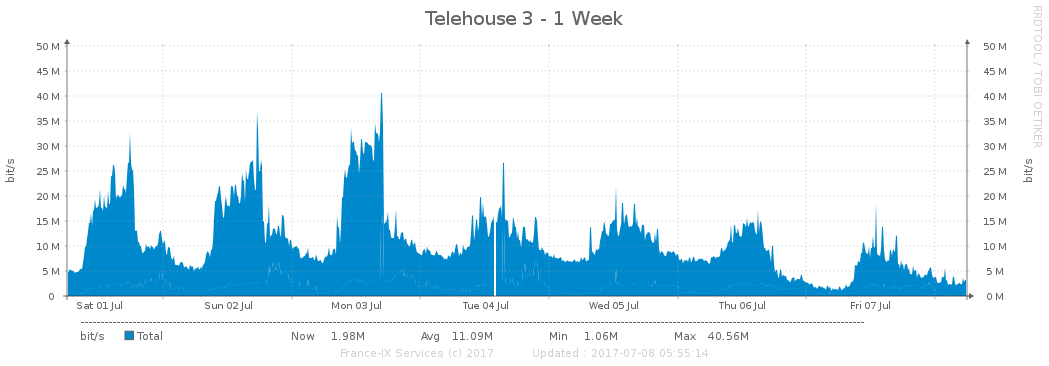 Telehouse 3 - 1 Week
RRDTOOL / TOBI OETIKER
50 M 50 M
45 M 45 M
40 M 40 M
35 M 35 M
30 M 30 M
25 M 25 M
20 M 20 M
15 M 15 M
10 M 10 M
5 M 5 M
0 0 M
bit/s bit/s
Sat 01 Jul Sun 02 Jul Mon 03 Jul Tue 04 Jul Wed 05 Jul Thu 06 Jul Fri 07 Jul
bit/s Total Now 1.98M Avg 11.09M Min 1.06M Max 40.56M
France-IX Services (c) 2017 Updated : 2017-07-08 05:55:14